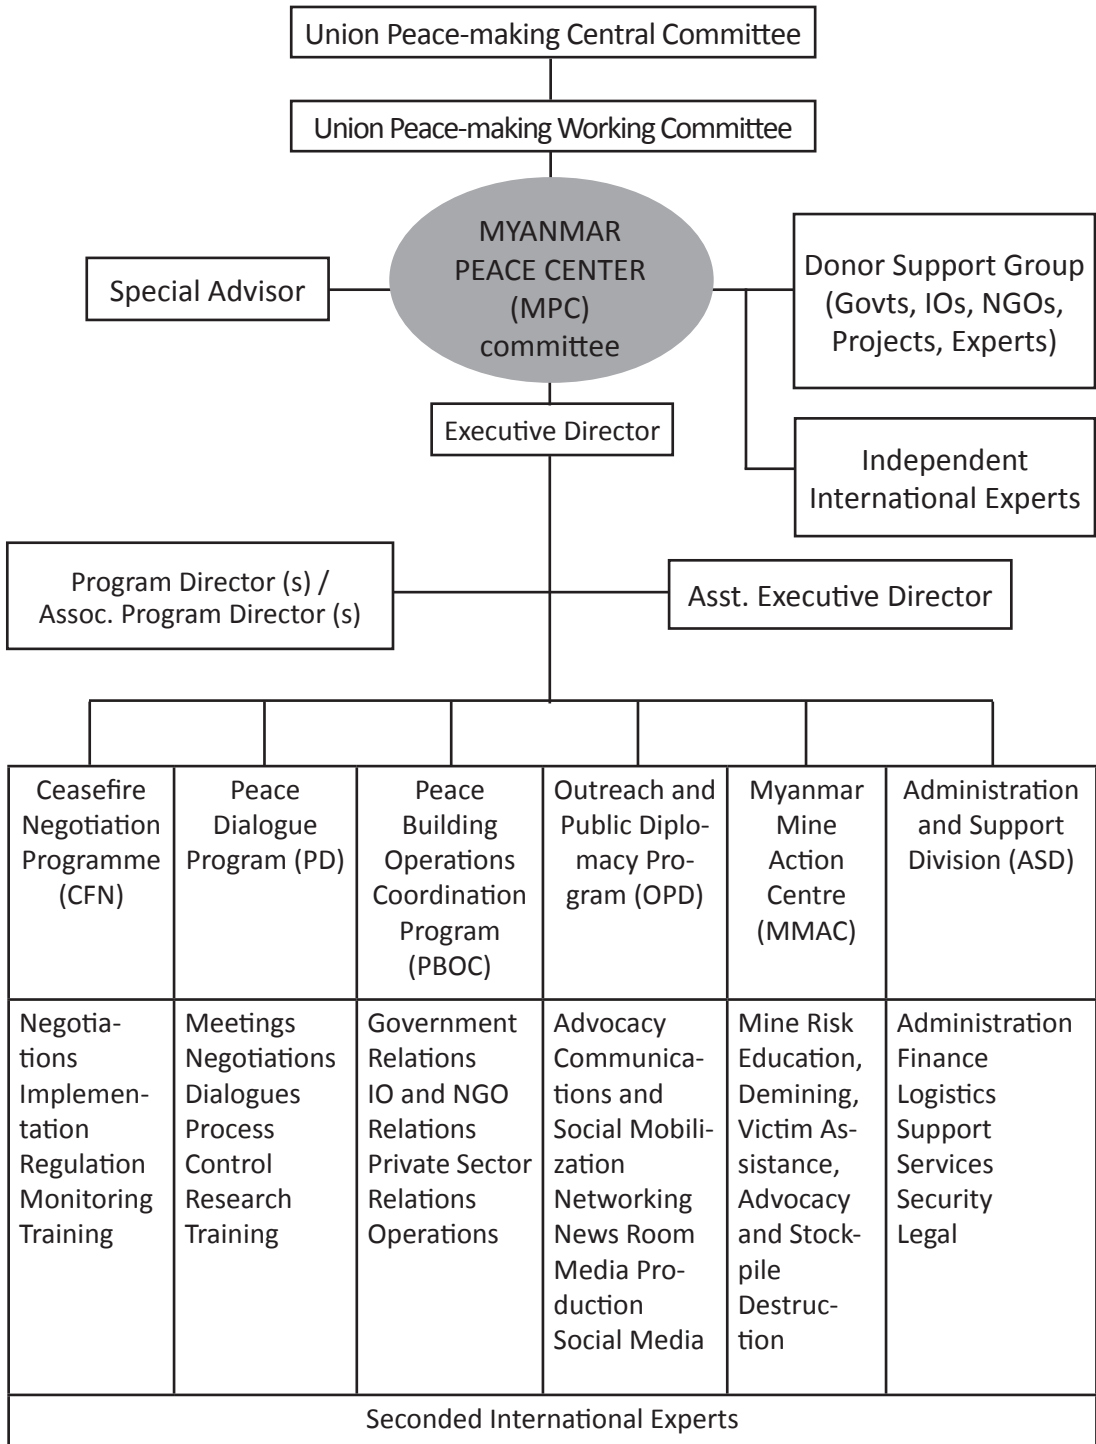 Union Peace-making Central Committee
Union Peace-making Working Committee
MYANMAR
PEACE CENTER
(MPC)
committee
Special Advisor
Donor Support Group
(Govts, IOs, NGOs,
Projects, Experts)
Executive Director
Independent
International Experts
Program Director (s) /
Assoc. Program Director (s)
Asst. Executive Director
Ceasefire
Negotiation
Programme
(CFN)
Peace
Dialogue
Program (PD)
Peace
Building
Operations
Coordination
Program
(PBOC)
Outreach and
Public Diplo-
macy Pro-
gram (OPD)
Myanmar
Mine
Action
Centre
(MMAC)
Administration
and Support
Division (ASD)
Negotia-
tions
Implemen-
tation
Regulation
Monitoring
Training
Meetings
Negotiations
Dialogues
Process
Control
Research
Training
Government
Relations
IO and NGO
Relations
Private Sector
Relations
Operations
Advocacy
Communica-
tions and
Social Mobili-
zation
Networking
News Room
Media Pro-
duction
Social Media
Mine Risk
Education,
Demining,
Victim As-
sistance,
Advocacy
and Stock-
pile
Destruc-
tion
Administration
Finance
Logistics
Support
Services
Security
Legal
Seconded International Experts